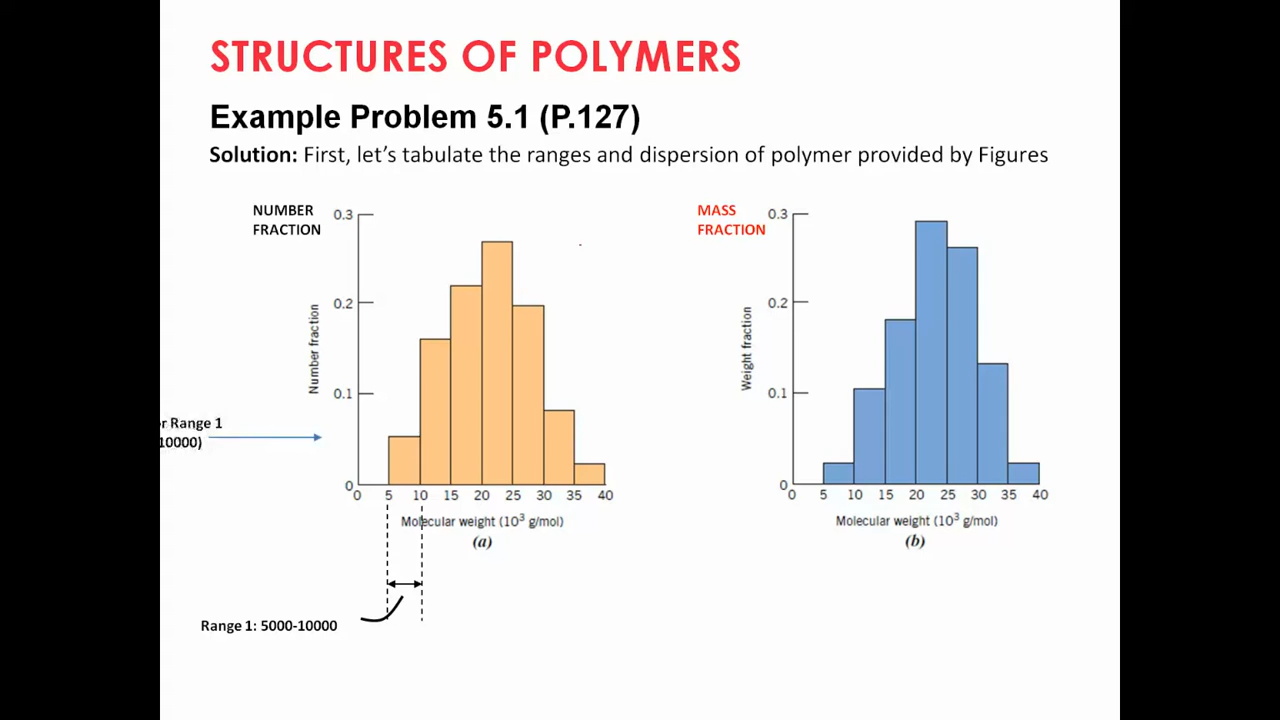 STRUCTURES OF POLYMERS
Example Problem 5.1 (P.127)
Solution: First, let's tabulate the ranges and dispersion of polymer provided by Figures
NUMBER
FRACTION
0.3
0.2
0.1
0
Number fraction
0 5 10 15 20 25 30 35 40
Molecular weight (10³ g/mol)
(a)
MASS
FRACTION
0.3
0.2
0.1
0
Weight fraction
0 5 10 15 20 25 30 35 40
Molecular weight (10³ g/mol)
(b)
r Range 1
10000)
Range 1: 5000-10000